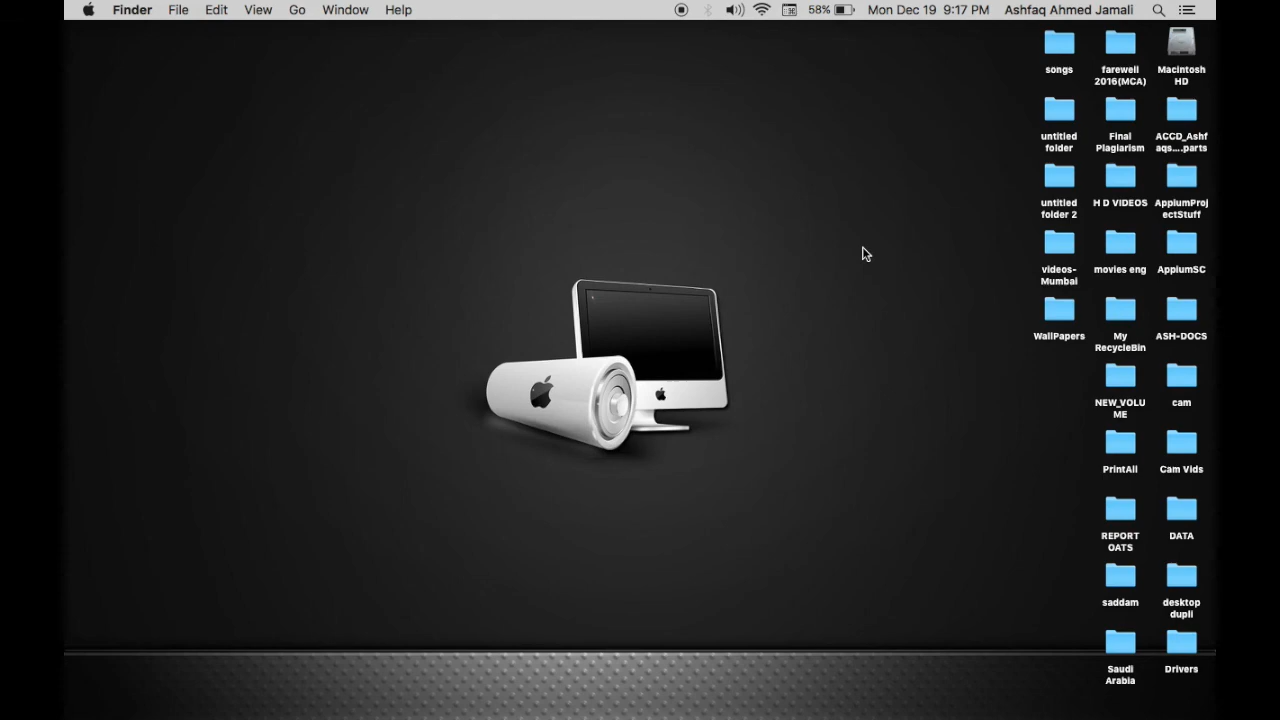 Finder File Edit View Go Window Help 58% Mon Dec 19 9:17 PM Ashfaq Ahmed Jamali
songs
farewell
2016(MCA)
Macintosh
HD
untitled
folder
Final
Plagiarism
ACCD_Ashf
aqs....parts
untitled
folder 2
H D VIDEOS
AppiumProj
ectStuff
videos-
Mumbai
movies eng
AppiumSC
WallPapers
My
RecycleBin
ASH-DOCS
NEW_VOLU
ME
cam
PrintAll
Cam Vids
REPORT
OATS
DATA
saddam
desktop
dupli
Saudi
Arabia
Drivers